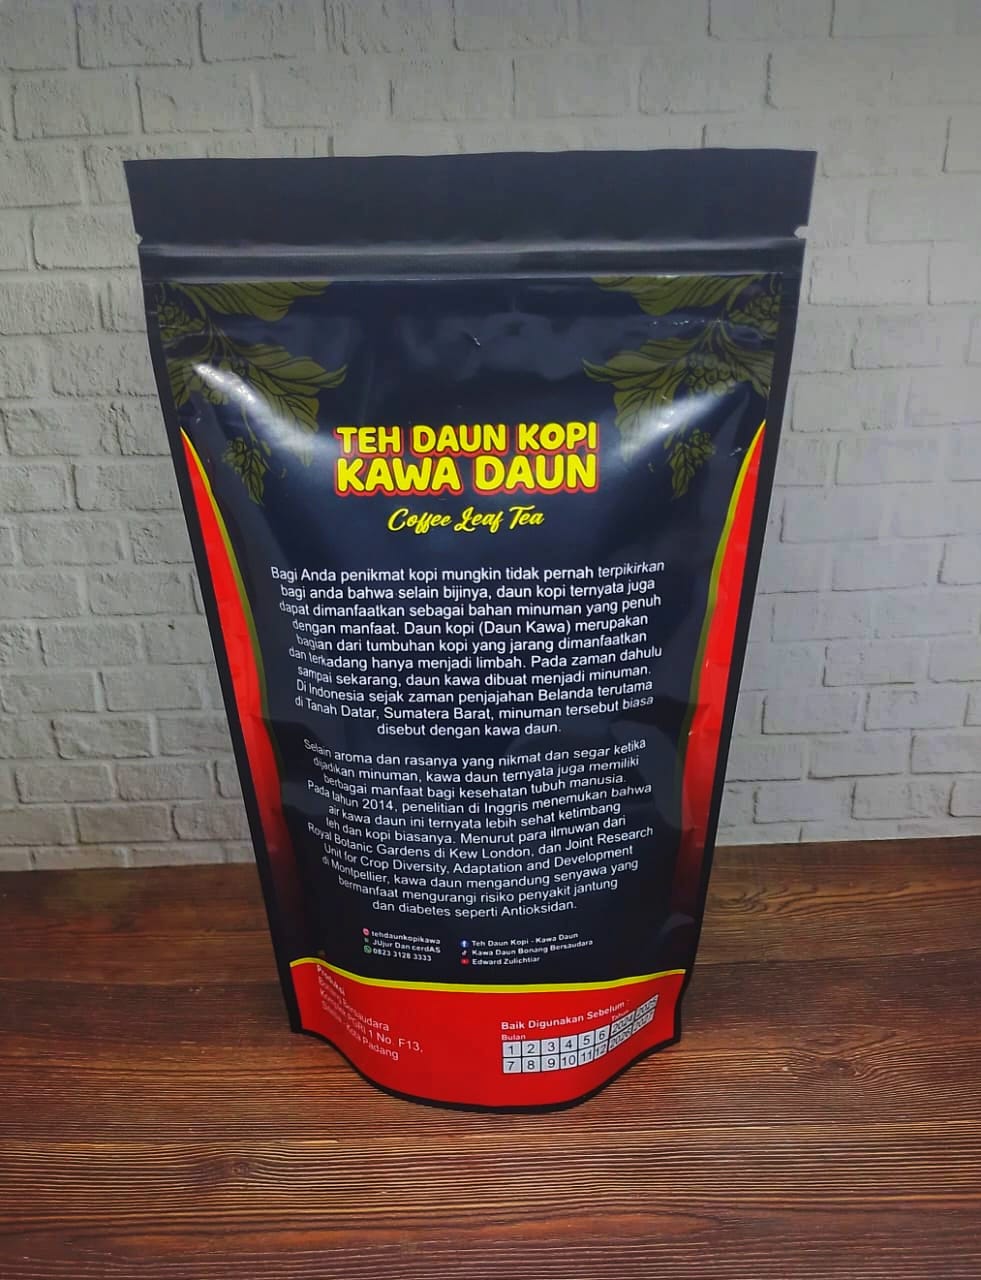 TEH DAUN KOPI
KAWA DAUN
Coffee Leaf Tea
Bagi Anda penikmat kopi mungkin tidak pernah terpikirkan
bagi anda bahwa selain bijinya, daun kopi ternyata juga
dapat dimanfaatkan sebagai bahan minuman yang penuh
dengan manfaat. Daun kopi (Daun Kawa) merupakan
bagian dari tumbuhan kopi yang jarang dimanfaatkan
dan terkadang hanya menjadi limbah. Pada zaman dahulu
sampai sekarang, daun kawa dibuat menjadi minuman.
Di Indonesia sejak zaman penjajahan Belanda terutama
di Tanah Datar, Sumatera Barat, minuman tersebut biasa
disebut dengan kawa daun.
Selain aroma dan rasanya yang nikmat dan segar ketika
dijadikan minuman, kawa daun ternyata juga memiliki
berbagai manfaat bagi kesehatan tubuh manusia.
Pada tahun 2014, penelitian di Inggris menemukan bahwa
air kawa daun ini ternyata lebih sehat ketimbang
teh dan kopi biasanya. Menurut para ilmuwan dari
Royal Botanic Gardens di Kew London, dan Joint Research
Unit for Crop Diversity, Adaptation and Development
di Montpellier, kawa daun mengandung senyawa yang
bermanfaat mengurangi risiko penyakit jantung
dan diabetes seperti Antioksidan.
tehdaunkopikawa
JUjur Dan cerdAS
0823 3128 3333
Teh Daun Kopi - Kawa Daun
Kawa Daun Bonang Bersaudara
Edward Zulichtiar
Produksi
Bonang Bersaudara
Komplek PGRI 1 No. F13,
Kota Padang
Baik Digunakan Sebelum :
Bulan Tahun
1 2 3 4 5 6 2024 2025
7 8 9 10 11 12 2026 2027